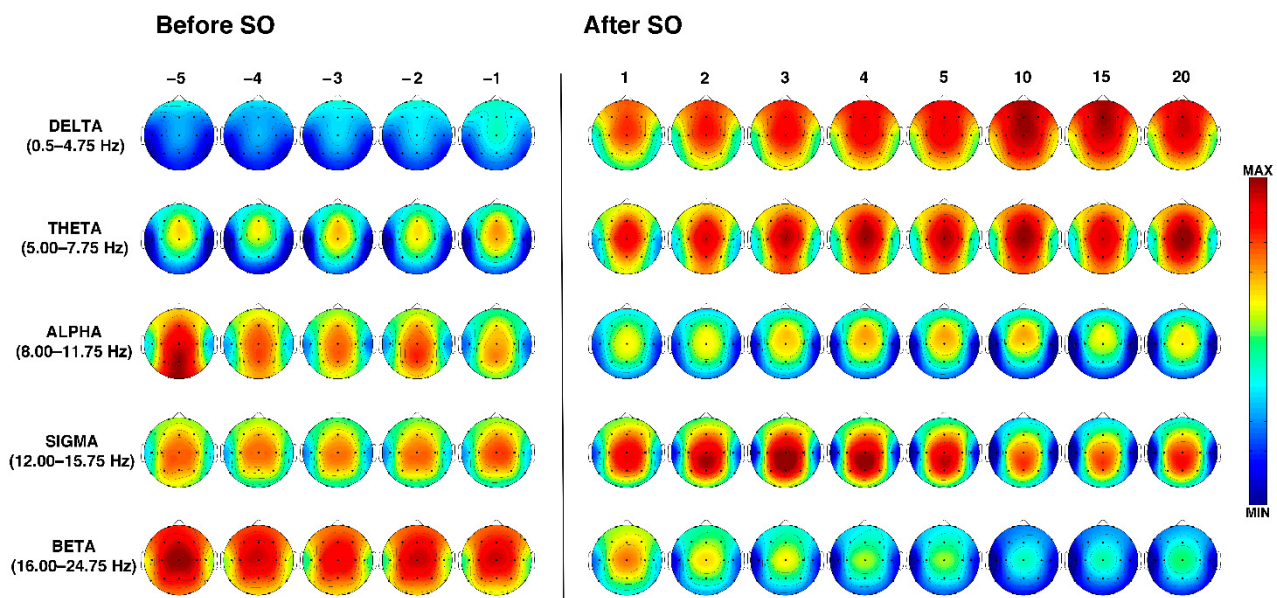 Before SO
After SO
−5 −4 −3 −2 −1 1 2 3 4 5 10 15 20
DELTA
(0.5–4.75 Hz)
THETA
(5.00–7.75 Hz)
ALPHA
(8.00–11.75 Hz)
SIGMA
(12.00–15.75 Hz)
BETA
(16.00–24.75 Hz)
MAX
MIN